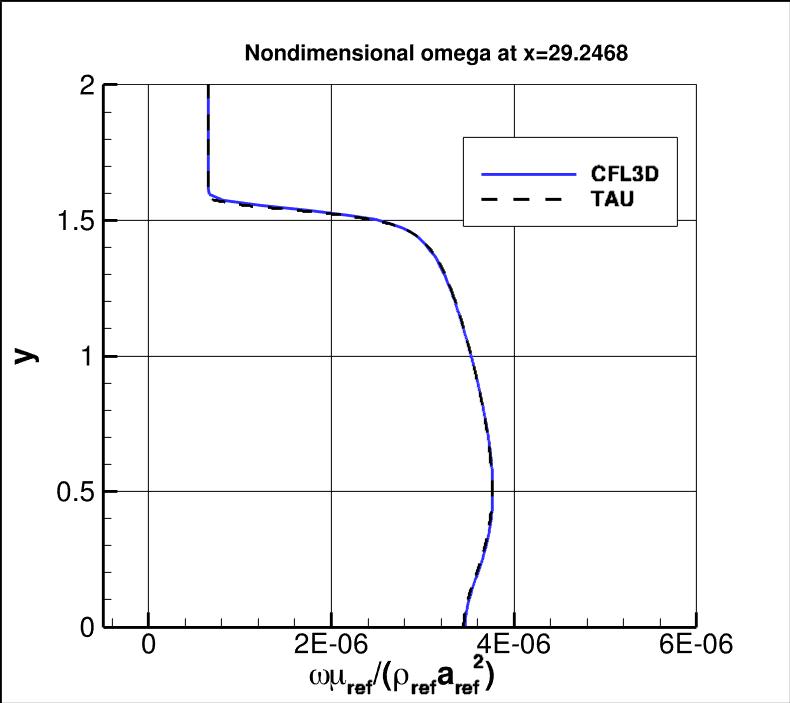 Nondimensional omega at x=29.2468
2
CFL3D
TAU
1.5
y
1
0.5
0
0 2E-06 4E-06 6E-06
ωμref/(ρrefaref²)